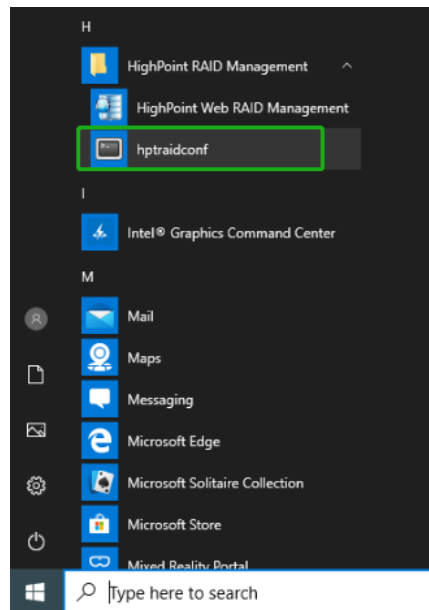 H
HighPoint RAID Management
HighPoint Web RAID Management
hptraidconf
I
Intel® Graphics Command Center
M
Mail
Maps
Messaging
Microsoft Edge
Microsoft Solitaire Collection
Microsoft Store
Mixed Reality Portal
Type here to search